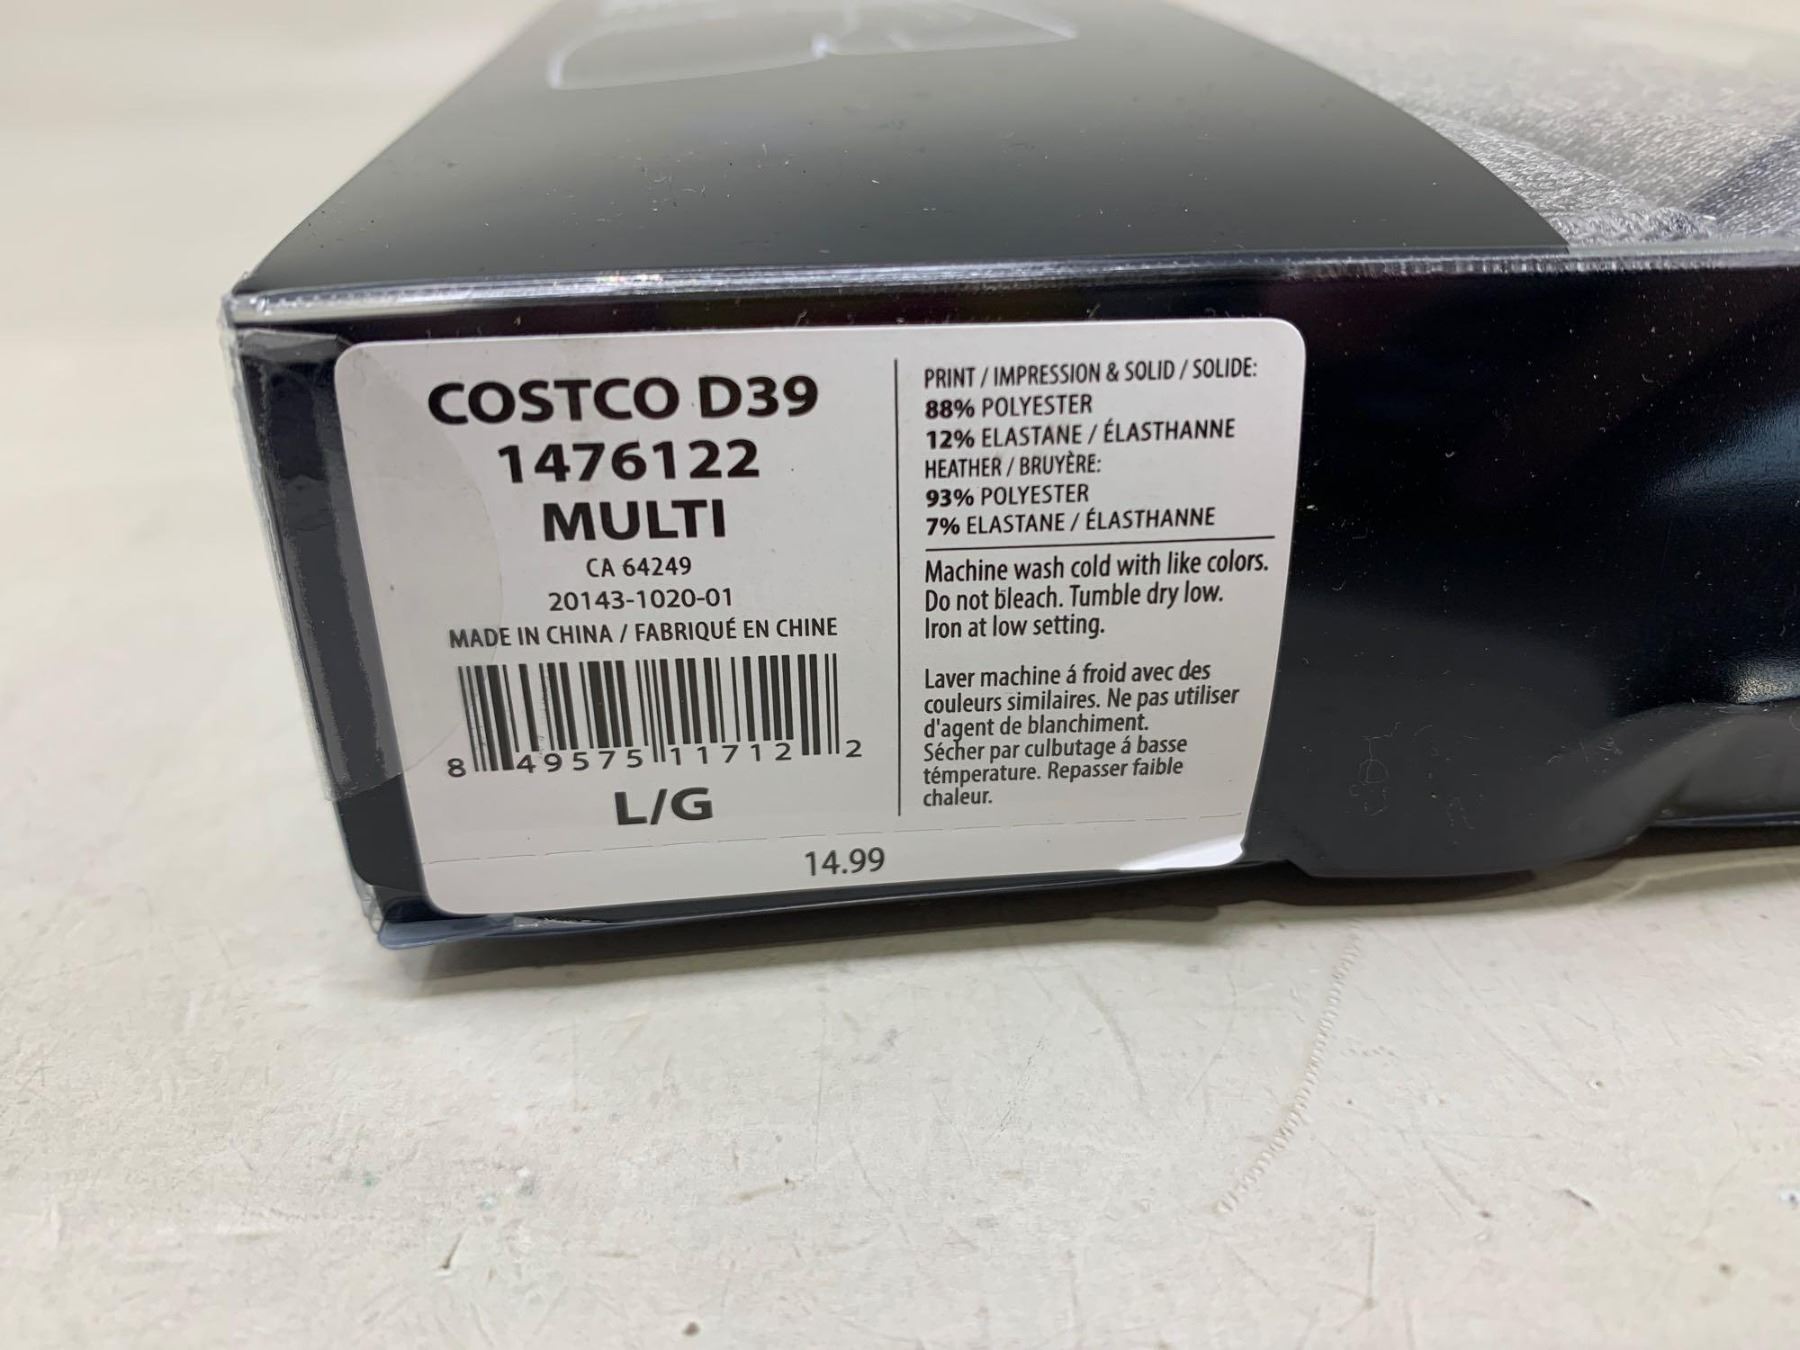 COSTCO D39
1476122
MULTI
CA 64249
20143-1020-01
MADE IN CHINA / FABRIQUÉ EN CHINE
8 49575 11712 2
L/G
PRINT / IMPRESSION & SOLID / SOLIDE:
88% POLYESTER
12% ELASTANE / ÉLASTHANNE
HEATHER / BRUYÈRE:
93% POLYESTER
7% ELASTANE / ÉLASTHANNE
Machine wash cold with like colors.
Do not bleach. Tumble dry low.
Iron at low setting.
Laver machine á froid avec des
couleurs similaires. Ne pas utiliser
d'agent de blanchiment.
Sécher par culbutage á basse
témperature. Repasser faible
chaleur.
14.99